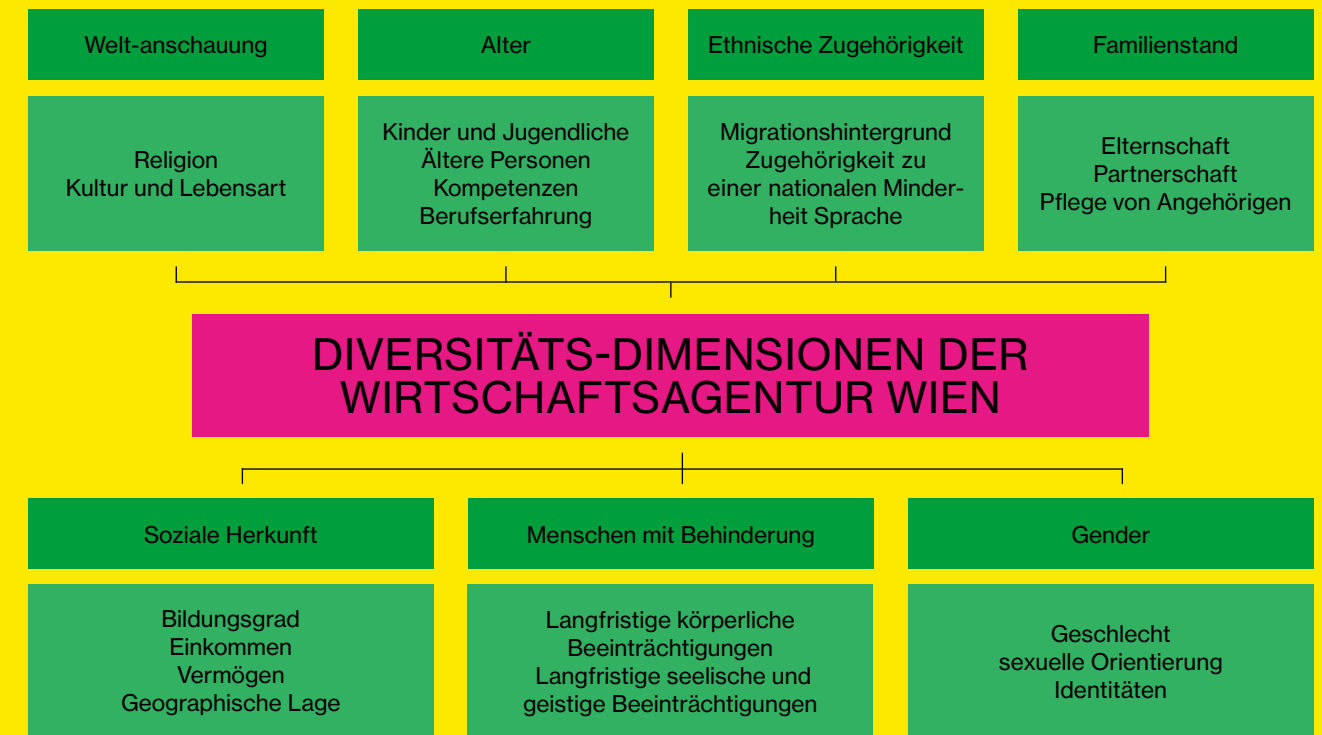 Welt-anschauung
Alter
Ethnische Zugehörigkeit
Familienstand
Religion
Kultur und Lebensart
Kinder und Jugendliche
Ältere Personen
Kompetenzen
Berufserfahrung
Migrationshintergrund
Zugehörigkeit zu
einer nationalen Minder-
heit Sprache
Elternschaft
Partnerschaft
Pflege von Angehörigen
DIVERSITÄTS-DIMENSIONEN DER
WIRTSCHAFTSAGENTUR WIEN
Soziale Herkunft
Menschen mit Behinderung
Gender
Bildungsgrad
Einkommen
Vermögen
Geographische Lage
Langfristige körperliche
Beeinträchtigungen
Langfristige seelische und
geistige Beeinträchtigungen
Geschlecht
sexuelle Orientierung
Identitäten